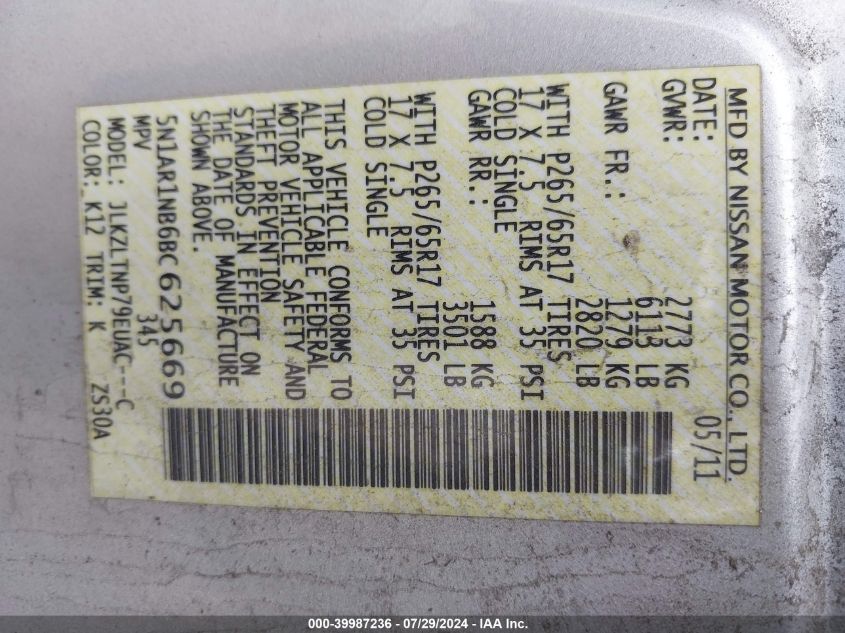 MFD BY NISSAN MOTOR CO., LTD.
DATE: 05/11
GVWR: 2773 KG
6113 LB
GAWR FR.: 1279 KG
2820 LB
WITH P265/65R17 TIRES
17 X 7.5 RIMS AT 35 PSI
COLD SINGLE
GAWR RR.: 1588 KG
3501 LB
WITH P265/65R17 TIRES
17 X 7.5 RIMS AT 35 PSI
COLD SINGLE
THIS VEHICLE CONFORMS TO
ALL APPLICABLE FEDERAL
MOTOR VEHICLE SAFETY AND
THEFT PREVENTION
STANDARDS IN EFFECT ON
THE DATE OF MANUFACTURE
SHOWN ABOVE.
5N1AR1NB6BC625669
MPV 345
MODEL: JLKZLTNP79EUAC---C
COLOR: K12 TRIM: K ZS30A
000-39987236 - 07/29/2024 - IAA Inc.